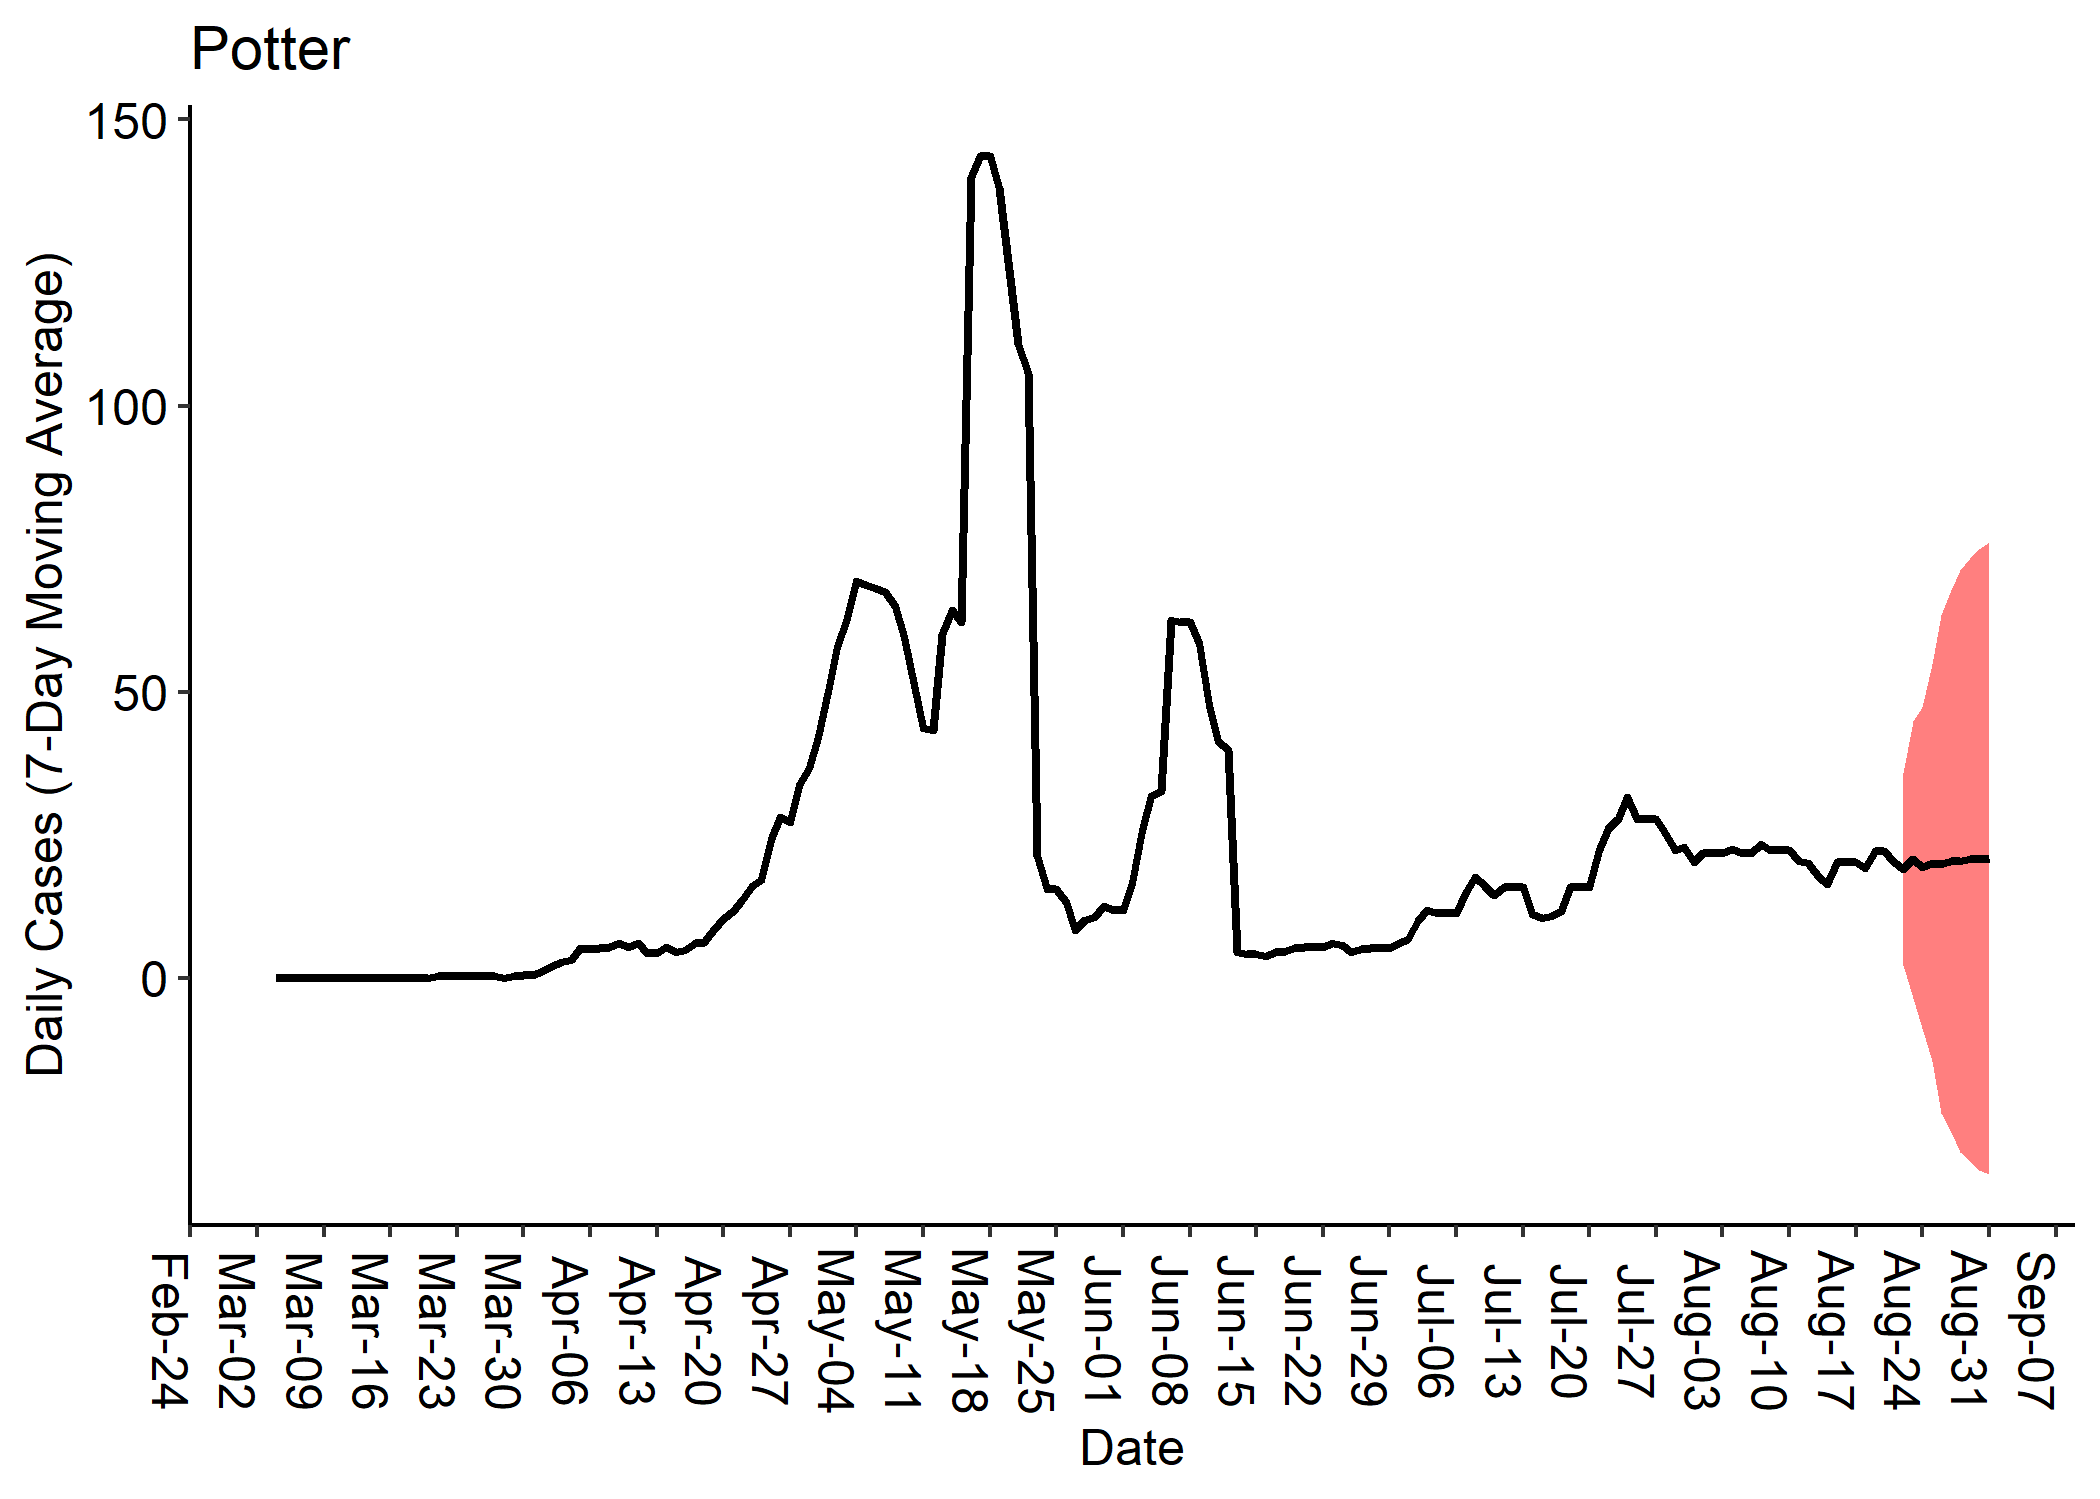 Potter
Daily Cases (7-Day Moving Average)
150
100
50
0
Feb-24
Mar-02
Mar-09
Mar-16
Mar-23
Mar-30
Apr-06
Apr-13
Apr-20
Apr-27
May-04
May-11
May-18
May-25
Jun-01
Jun-08
Jun-15
Jun-22
Jun-29
Jul-06
Jul-13
Jul-20
Jul-27
Aug-03
Aug-10
Aug-17
Aug-24
Aug-31
Sep-07
Date